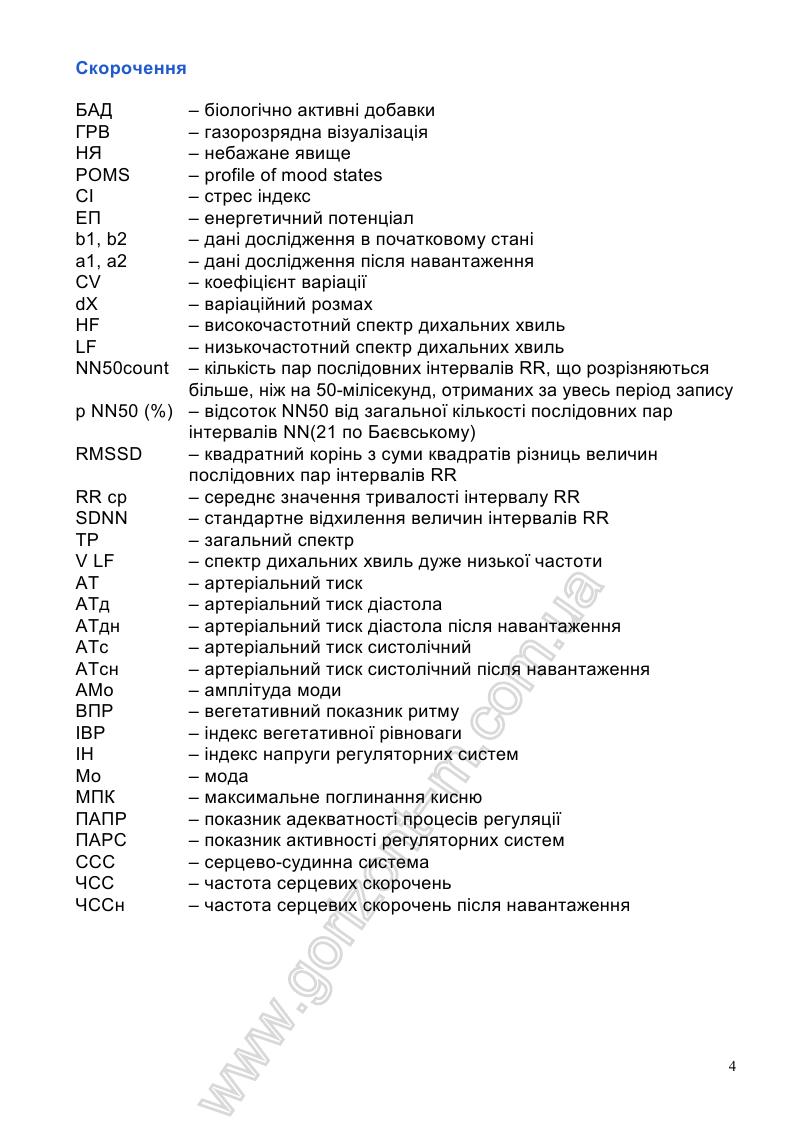 Скорочення
БАД – біологічно активні добавки
ГРВ – газорозрядна візуалізація
НЯ – небажане явище
POMS – profile of mood states
СІ – стрес індекс
ЕП – енергетичний потенціал
b1, b2 – дані дослідження в початковому стані
a1, a2 – дані дослідження після навантаження
CV – коефіцієнт варіації
dX – варіаційний розмах
HF – високочастотний спектр дихальних хвиль
LF – низькочастотний спектр дихальних хвиль
NN50count – кількість пар послідовних інтервалів RR, що розрізняються
більше, ніж на 50-мілісекунд, отриманих за увесь період запису
p NN50 (%) – відсоток NN50 від загальної кількості послідовних пар
інтервалів NN(21 по Баєвському)
RMSSD – квадратний корінь з суми квадратів різниць величин
послідовних пар інтервалів RR
RR ср – середнє значення тривалості інтервалу RR
SDNN – стандартне відхилення величин інтервалів RR
TP – загальний спектр
V LF – спектр дихальних хвиль дуже низької частоти
АТ – артеріальний тиск
АТд – артеріальний тиск діастола
АТдн – артеріальний тиск діастола після навантаження
АТс – артеріальний тиск систолічний
АТсн – артеріальний тиск систолічний після навантаження
АМо – амплітуда моди
ВПР – вегетативний показник ритму
ІВР – індекс вегетативної рівноваги
ІН – індекс напруги регуляторних систем
Мо – мода
МПК – максимальне поглинання кисню
ПАПР – показник адекватності процесів регуляції
ПАРС – показник активності регуляторних систем
ССС – серцево-судинна система
ЧСС – частота серцевих скорочень
ЧССн – частота серцевих скорочень після навантаження
www.gorizont-m.com.ua
4